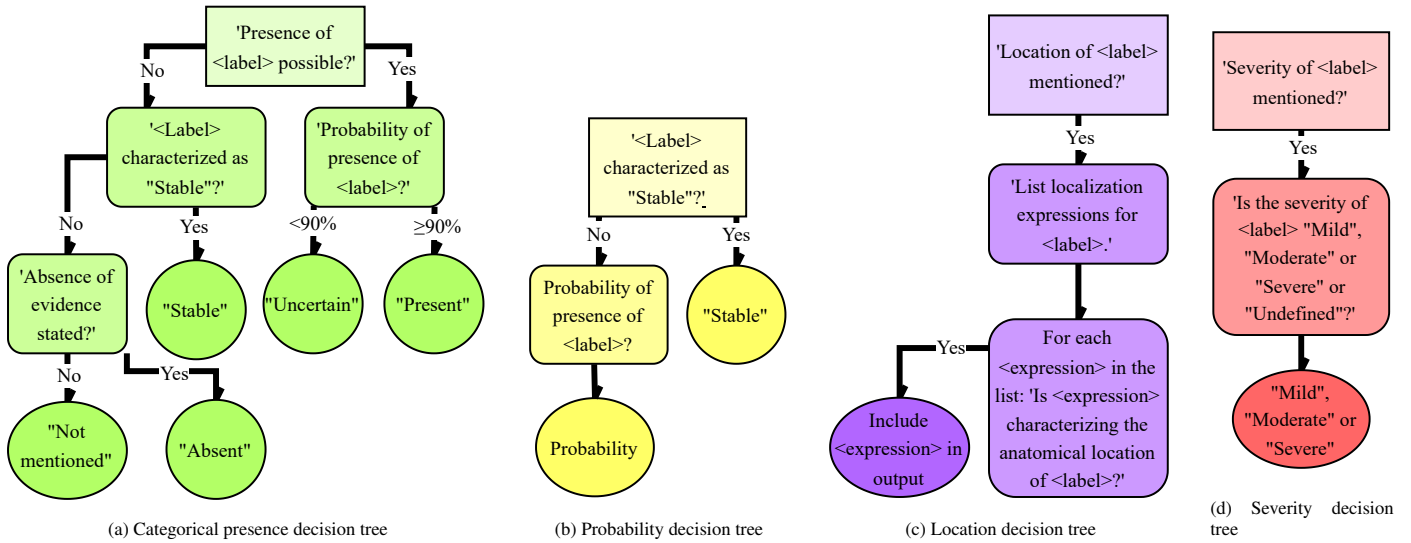 'Presence of
<label> possible?'
No
Yes
'<Label>
characterized as
"Stable"?'
'Probability of
presence of
<label>?'
No
Yes
<90%
≥90%
'Absence of
evidence
stated?'
"Stable"
"Uncertain"
"Present"
No
Yes
"Not
mentioned"
"Absent"
(a) Categorical presence decision tree
'<Label>
characterized as
"Stable"?'
No
Yes
Probability of
presence of
<label>?
"Stable"
Probability
(b) Probability decision tree
'Location of <label>
mentioned?'
Yes
'List localization
expressions for
<label>.'
For each
<expression> in the
list: 'Is <expression>
characterizing the
anatomical location
of <label>?'
Yes
Include
<expression> in
output
(c) Location decision tree
'Severity of <label>
mentioned?'
Yes
'Is the severity of
<label> "Mild",
"Moderate" or
"Severe" or
"Undefined"?'
"Mild",
"Moderate" or
"Severe"
(d) Severity decision
tree